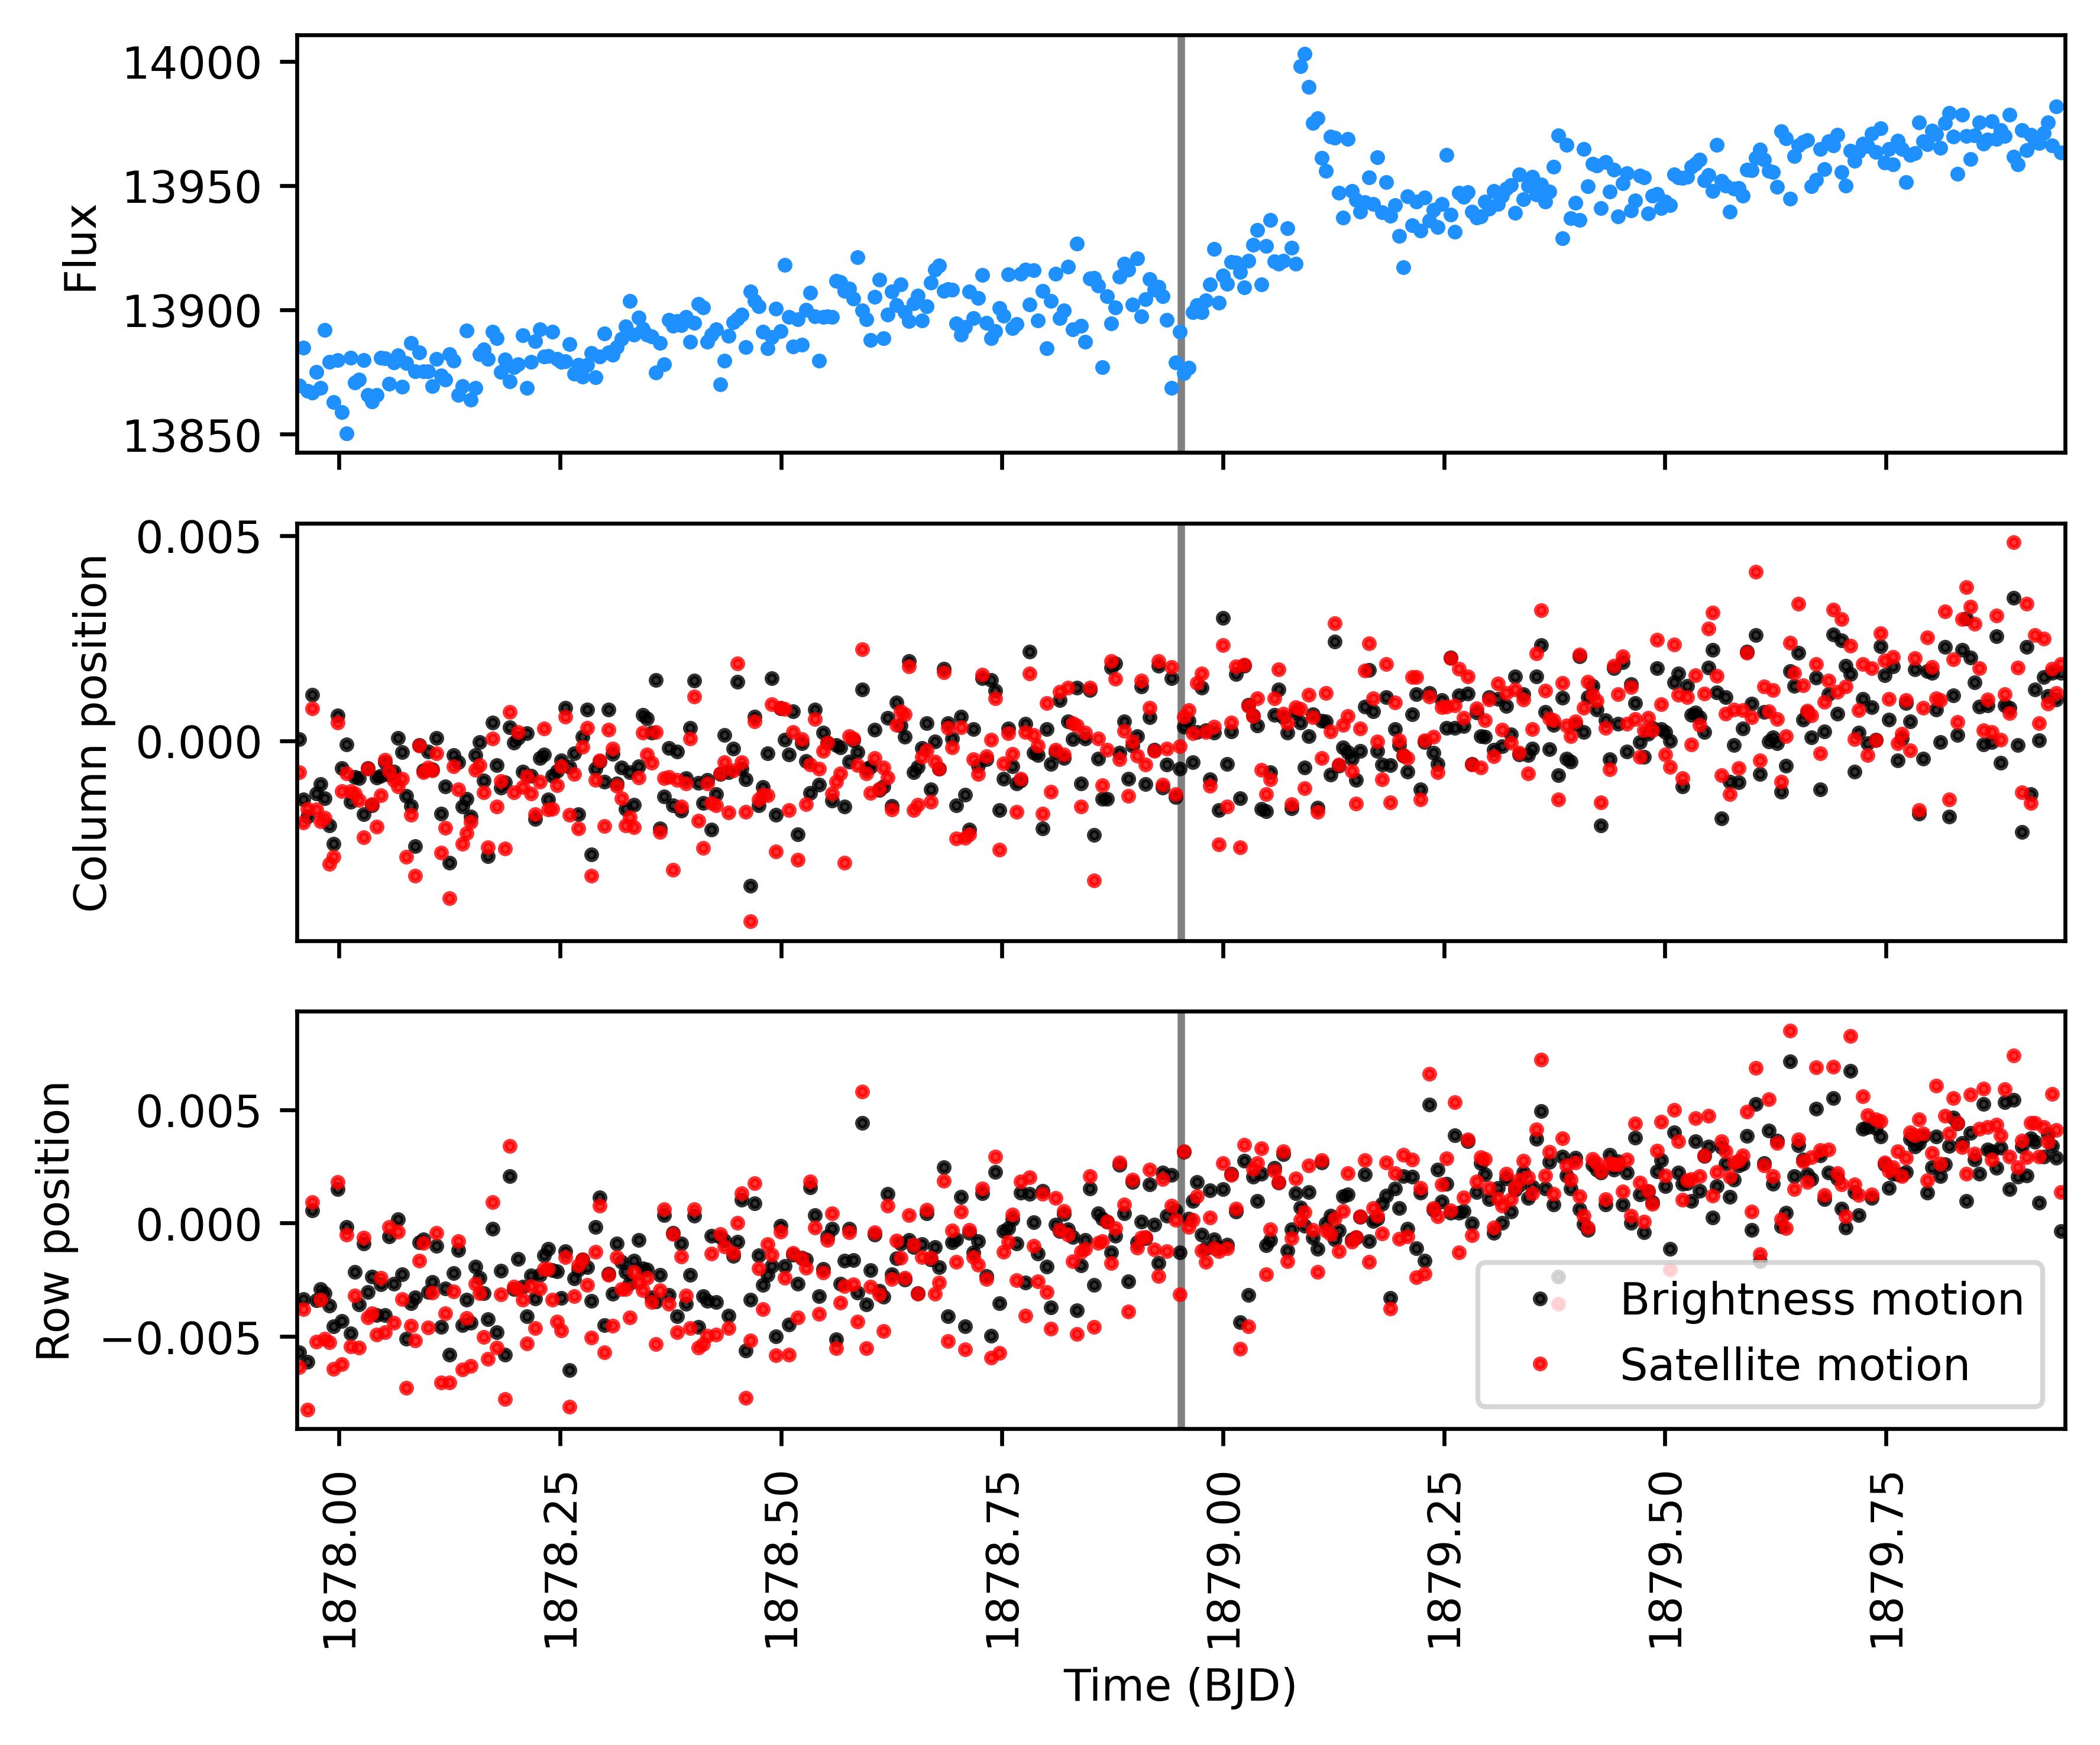 14000
13950
13900
13850
Flux
0.005
0.000
Column position
0.005
0.000
−0.005
Row position
Brightness motion
Satellite motion
1878.00
1878.25
1878.50
1878.75
1879.00
1879.25
1879.50
1879.75
Time (BJD)